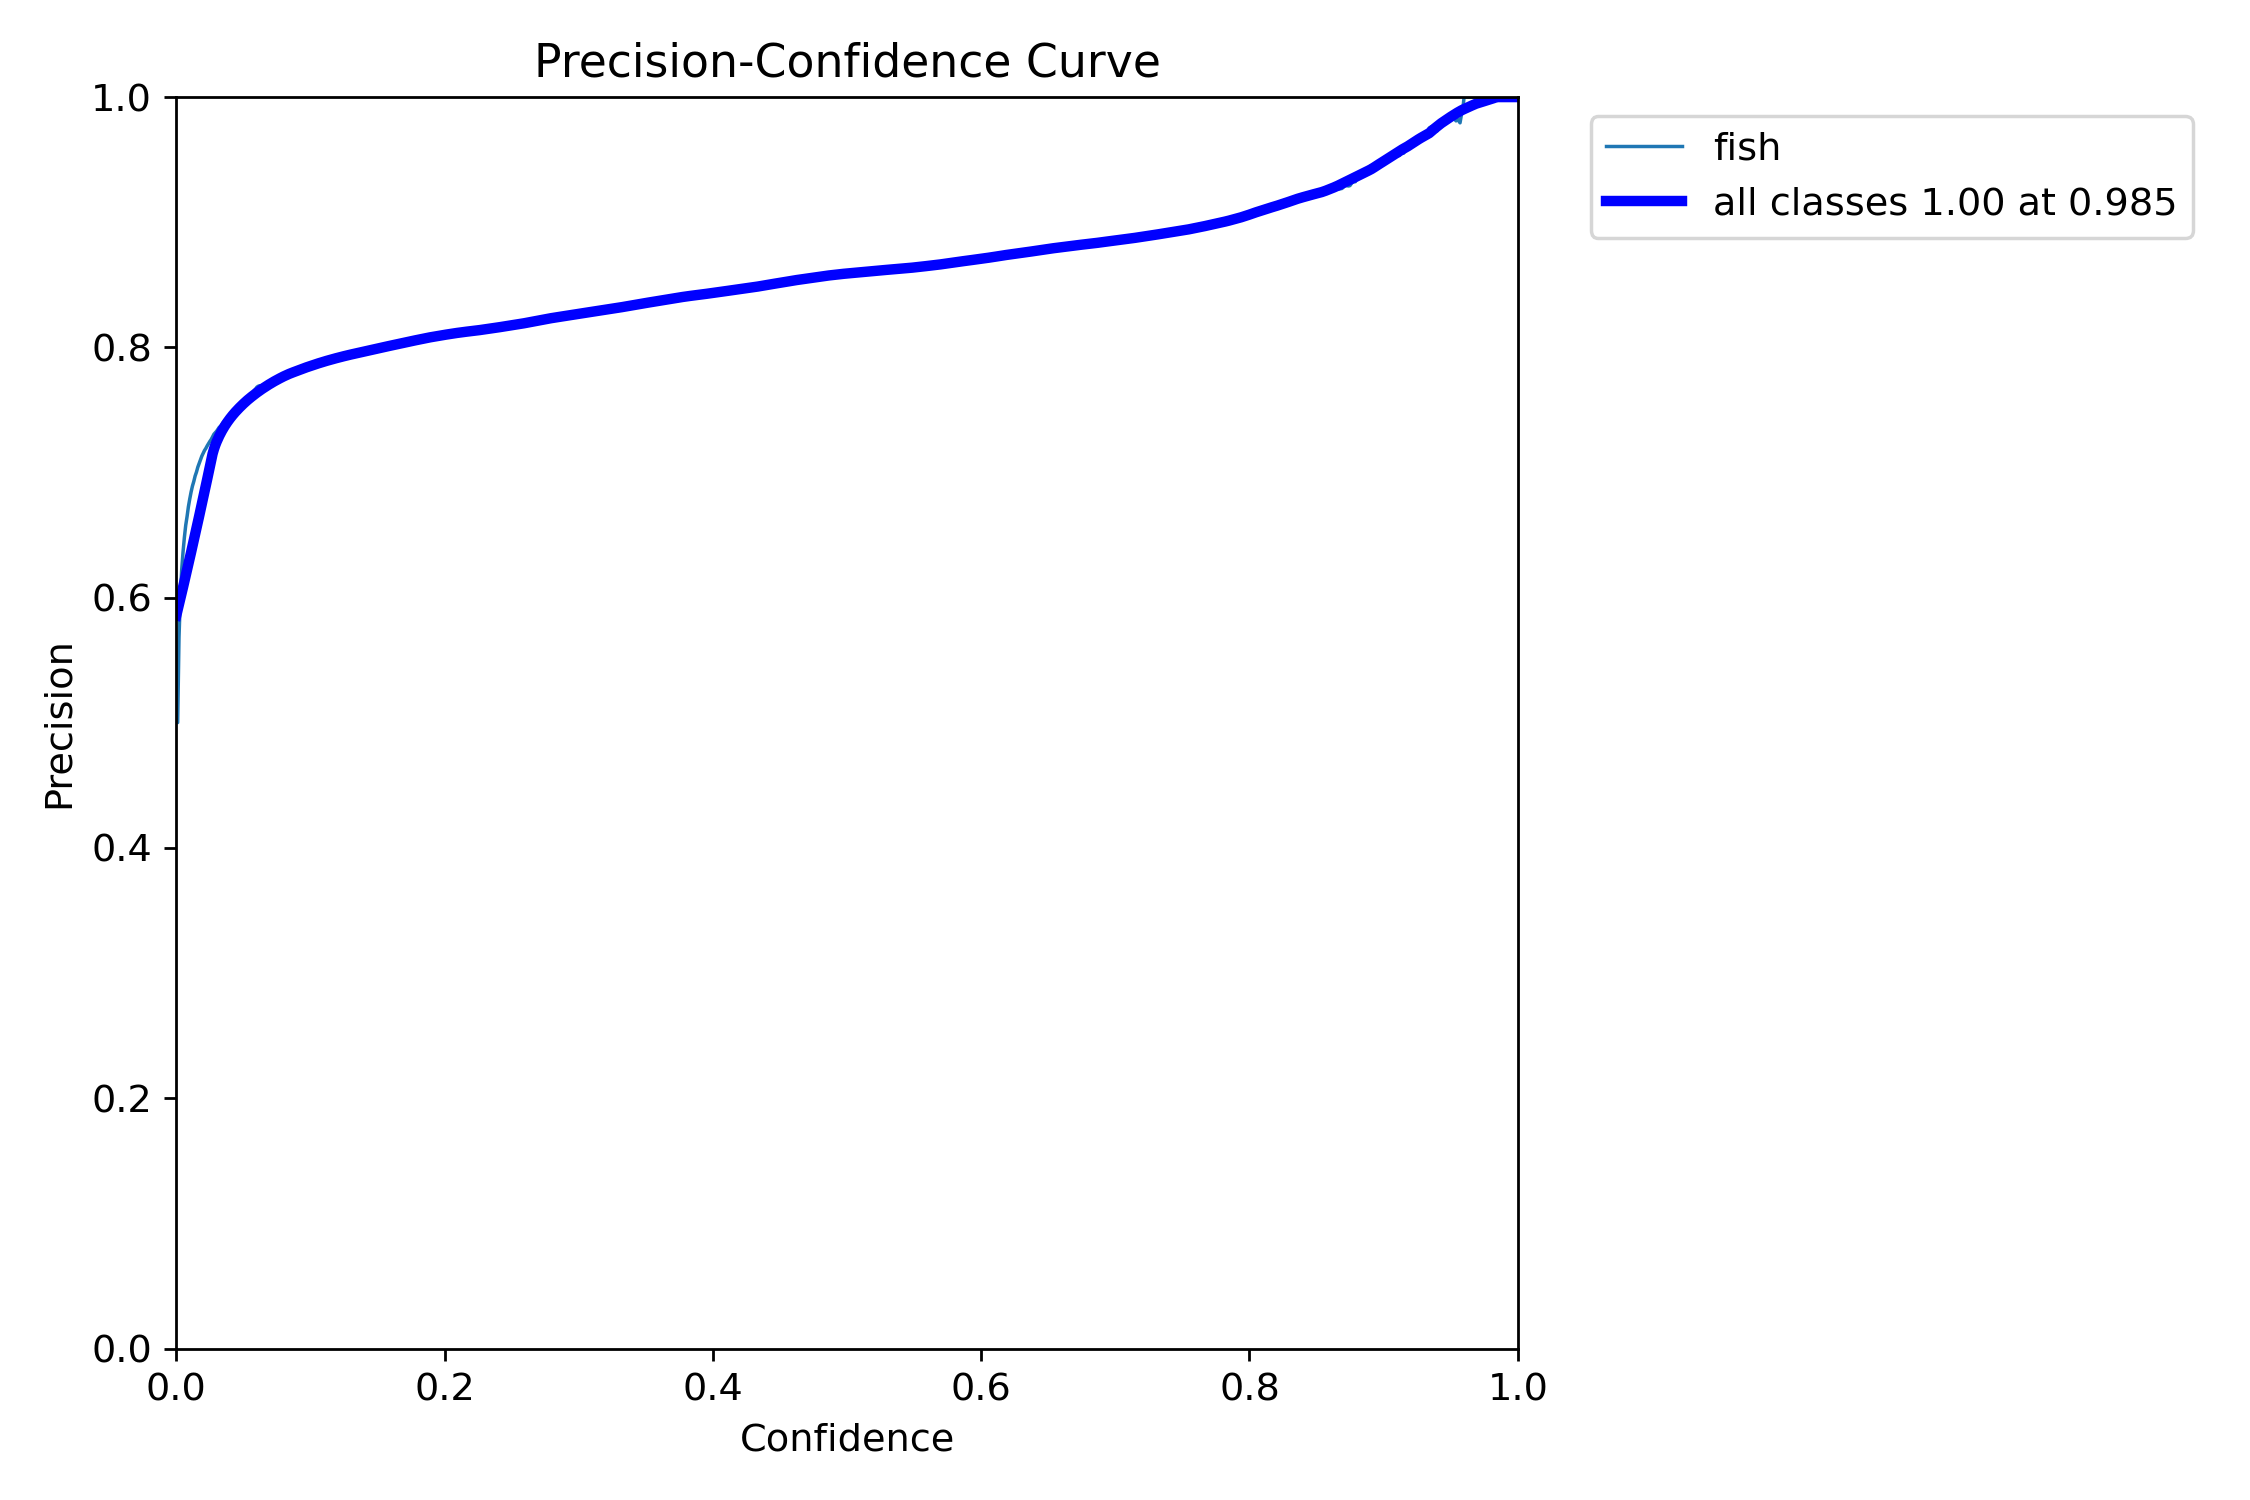 Precision-Confidence Curve
1.0
0.8
0.6
0.4
0.2
0.0
Precision
0.0 0.2 0.4 0.6 0.8 1.0
Confidence
fish
all classes 1.00 at 0.985